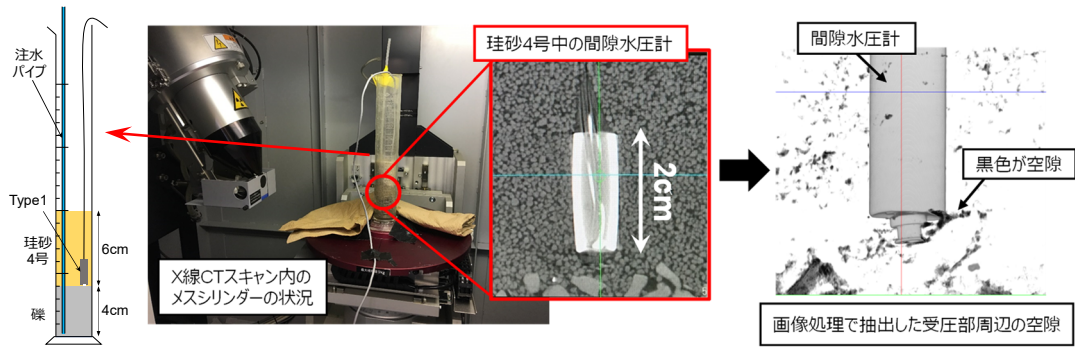 注水
パイプ
Type1
珪砂
4号
礫
6cm
4cm
X線CTスキャン内の
メスシリンダーの状況
珪砂4号中の間隙水圧計
2cm
間隙水圧計
黒色が空隙
画像処理で抽出した受圧部周辺の空隙